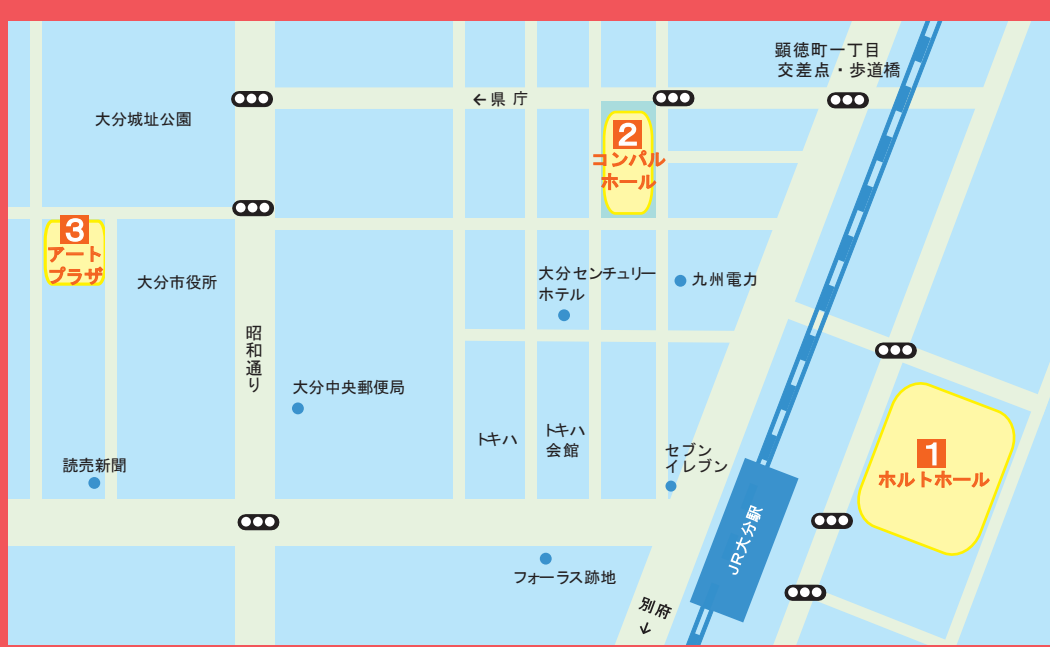 顕徳町一丁目
交差点・歩道橋
←県 庁
大分城址公園
2
コンパル
ホール
3
アート
プラザ
大分市役所
大分センチュリー
ホテル
九州電力
昭和通り
大分中央郵便局
トキハ
トキハ
会館
セブン
イレブン
1
ホルトホール
読売新聞
JR大分駅
フォーラス跡地
別府
↓